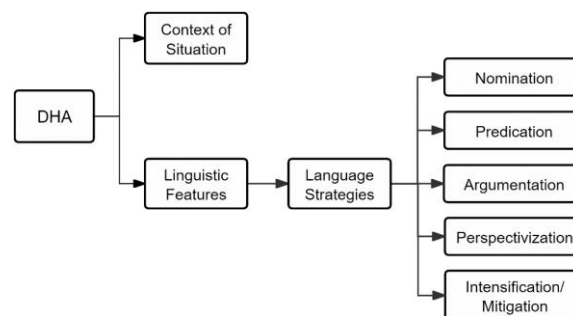 Context of
Situation
DHA
Linguistic
Features
Language
Strategies
Nomination
Predication
Argumentation
Perspectivization
Intensification/
Mitigation